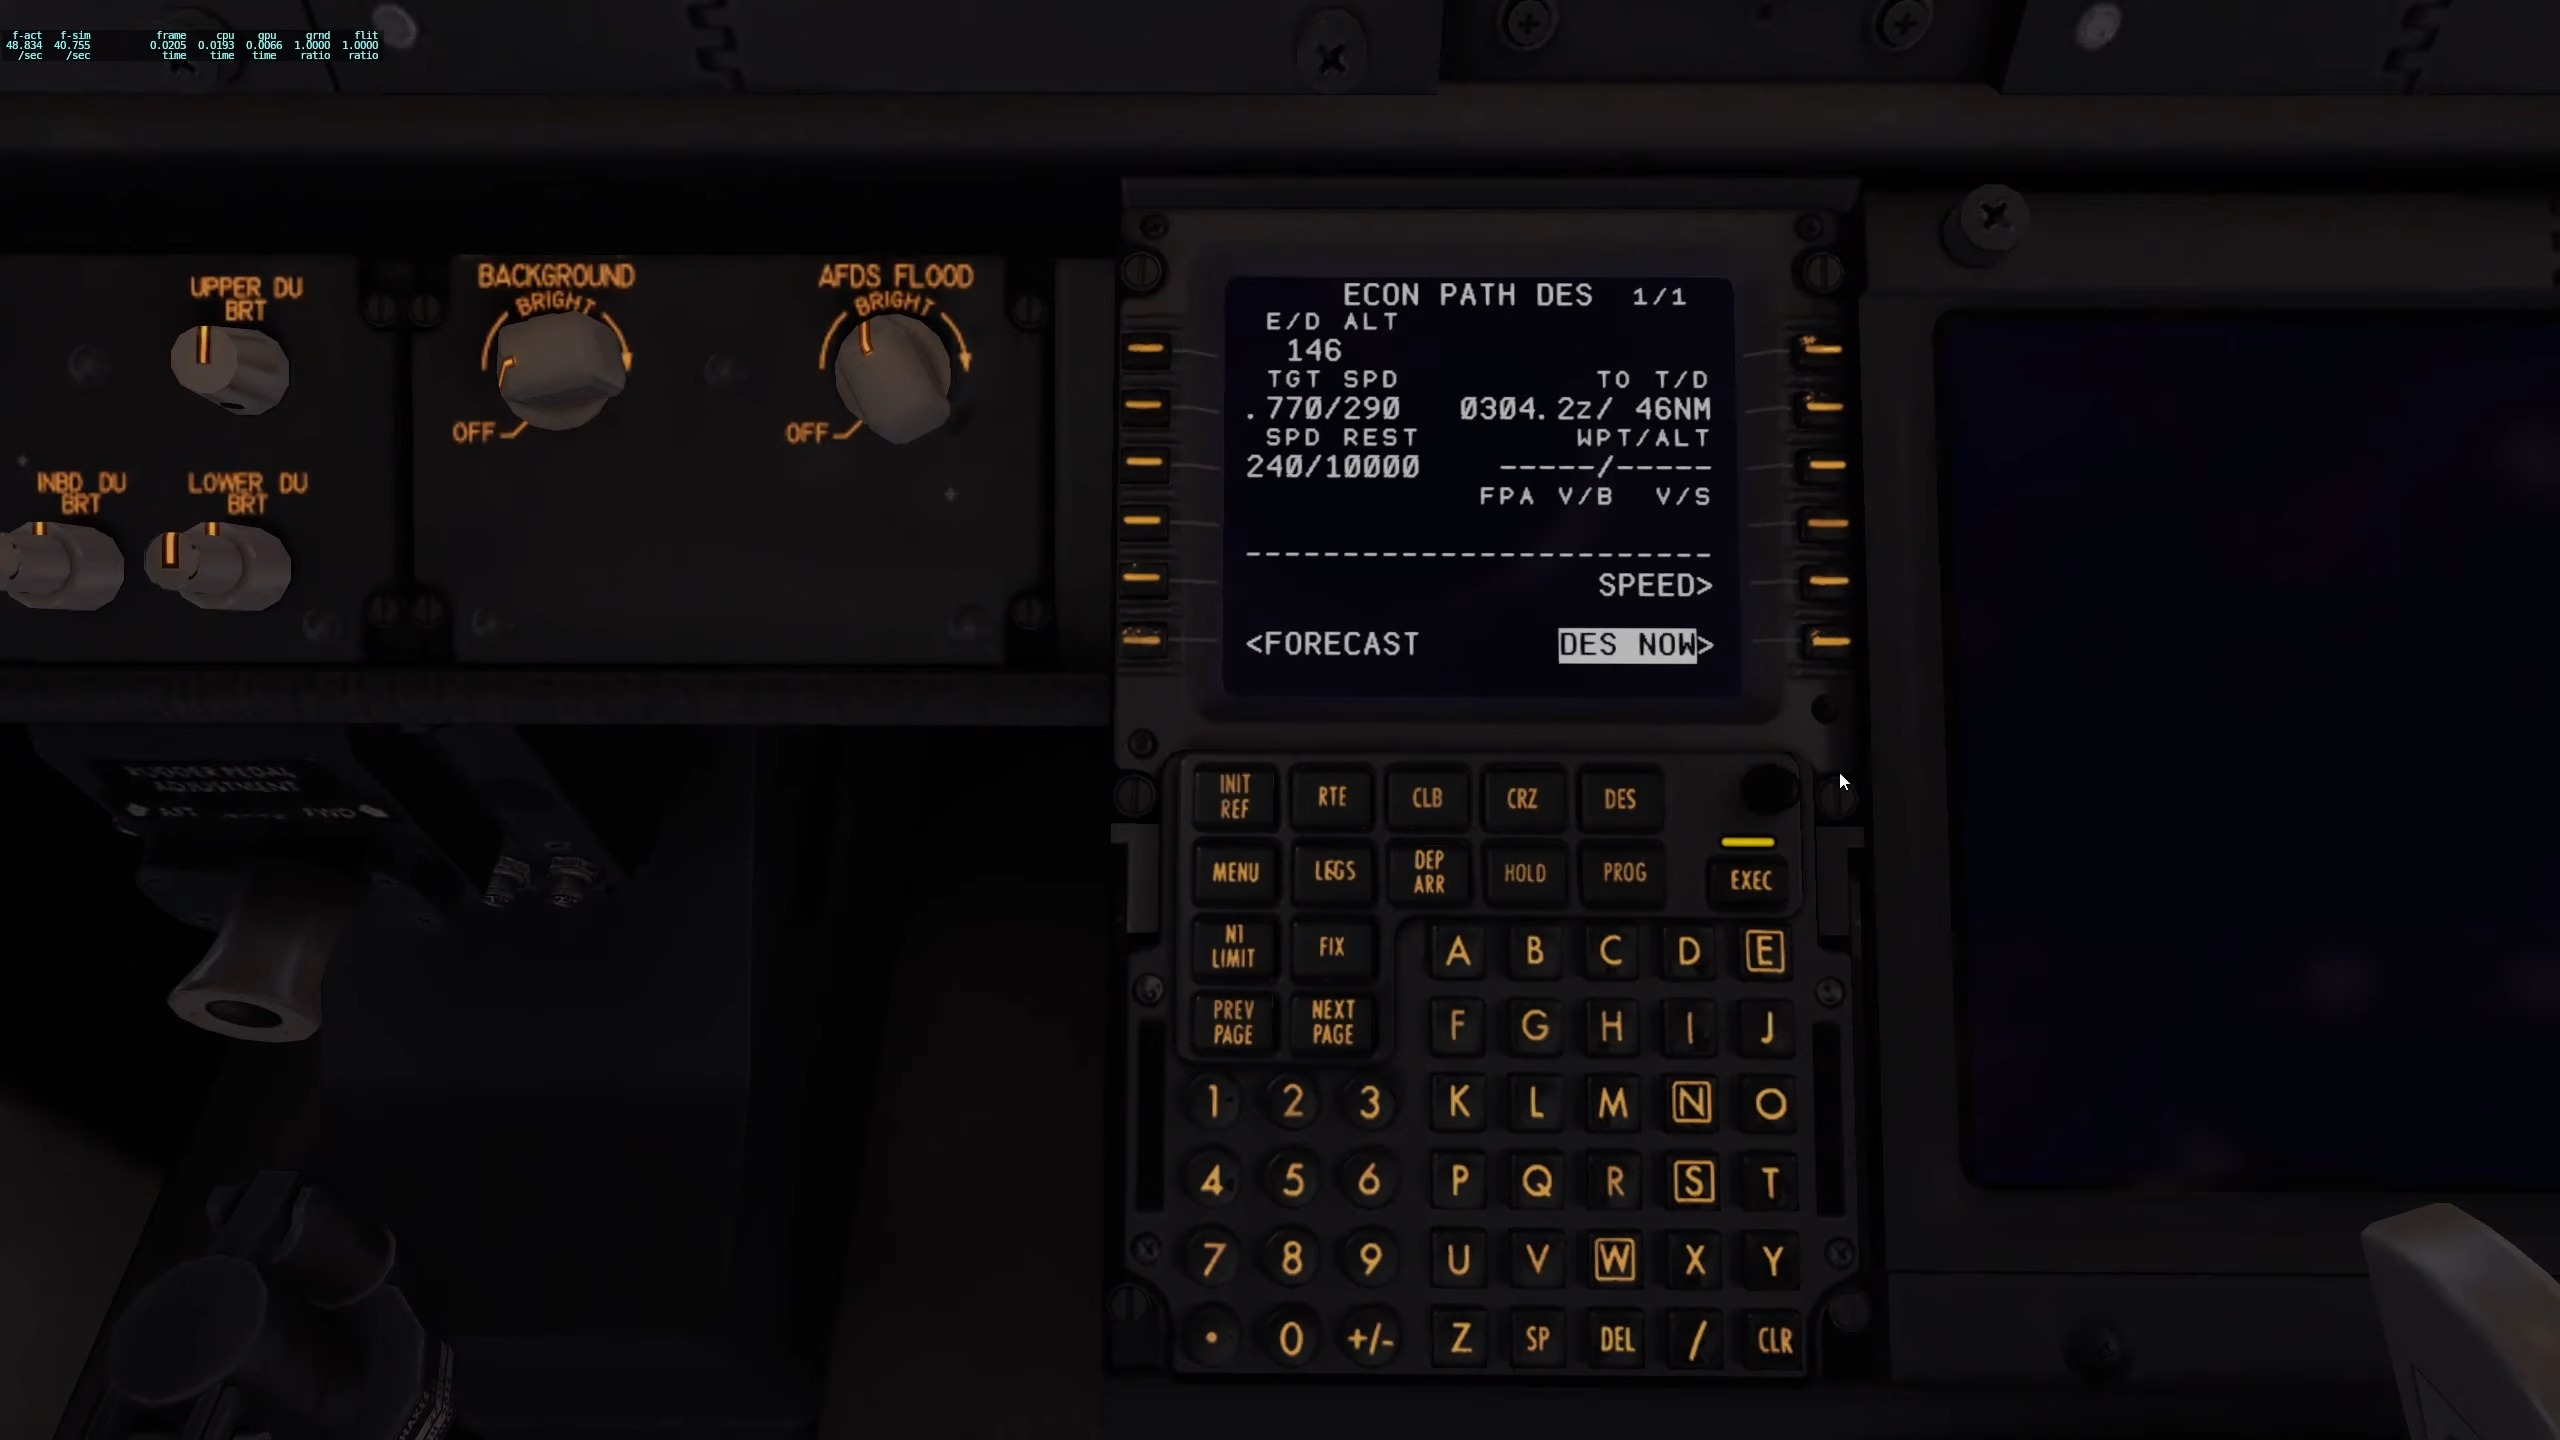 f-act f-sim frame cpu gpu grnd flit
48.834 40.755 0.0205 0.0193 0.0066 1.0000 1.0000
/sec /sec time time time ratio ratio
UPPER DU
BRT
BACKGROUND
BRIGHT
OFF
AFDS FLOOD
BRIGHT
OFF
INBD DU
BRT
LOWER DU
BRT
RUDDER PEDAL
ADJUSTMENT
AFT FWD
ECON PATH DES 1/1
E/D ALT
146
TGT SPD TO T/D
.770/290 0304.2z/ 46NM
SPD REST WPT/ALT
240/10000 -----/-----
FPA V/B V/S
------------------------
SPEED>
<FORECAST DES NOW>
INIT REF RTE CLB CRZ DES
MENU LEGS DEP ARR HOLD PROG EXEC
N1 LIMIT FIX A B C D E
PREV PAGE NEXT PAGE F G H I J
1 2 3 K L M N O
4 5 6 P Q R S T
7 8 9 U V W X Y
. 0 +/- Z SP DEL / CLR